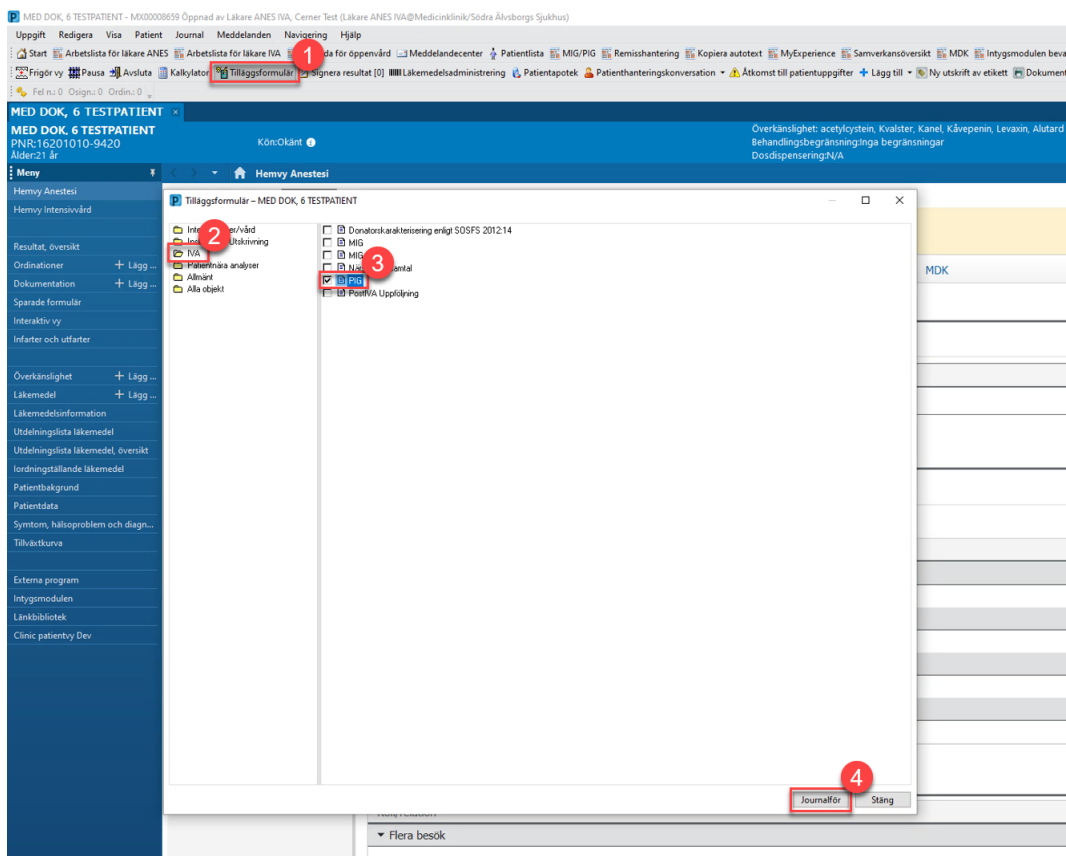 MED DOK, 6 TESTPATIENT - MX00008659 Öppnad av Läkare ANES IVA, Cerner Test (Läkare ANES IVA@Medicinklinik/Södra Älvsborgs Sjukhus)
Uppgift Redigera Visa Patient Journal Meddelanden Navigering Hjälp
1
Start Arbetslista för läkare ANES Arbetslista för läkare IVA da för öppenvård Meddelandecenter Patientlista MIG/PIG Remisshantering Kopiera autotext MyExperience Samverkansöversikt MDK Intygsmodulen beva
Frigör vy Pausa Avsluta Kalkylator Tilläggsformulär Signera resultat [0] Läkemedelsadministrering Patientapotek Patienthanteringskonversation Åtkomst till patientuppgifter Lägg till Ny utskrift av etikett Dokument
Fel n.: 0 Osign.: 0 Ordin.: 0
MED DOK, 6 TESTPATIENT ×
MED DOK, 6 TESTPATIENT
Överkänslighet: acetylcystein, Kvalster, Kanel, Kåvepenin, Levaxin, Alutard
PNR:16201010-9420 Kön:Okänt
Behandlingsbegränsning:Inga begränsningar
Ålder:21 år
Dosdispensering:N/A
Meny
Hemvy Anestesi
Hemvy Anestesi
Hemvy Intensivvård
Resultat, översikt
Ordinationer + Lägg ...
Dokumentation + Lägg ...
Sparade formulär
Interaktiv vy
Infarter och utfarter
Överkänslighet + Lägg ...
Läkemedel + Lägg ...
Läkemedelsinformation
Utdelningslista läkemedel
Utdelningslista läkemedel, översikt
Iordningställande läkemedel
Patientbakgrund
Patientdata
Symtom, hälsoproblem och diagn...
Tillväxtkurva
Externa program
Intygsmodulen
Länkbibliotek
Clinic patientvy Dev
Tilläggsformulär – MED DOK, 6 TESTPATIENT
2
er/vård
Utskrivning
IVA
Patientnära analyser
Allmänt
Alla objekt
Donatorskarakterisering enligt SOSFS 2012:14
MIG
MIG
3
PIG
PostIVA Uppföljning
MDK
4
Journalför Stäng
Flera besök